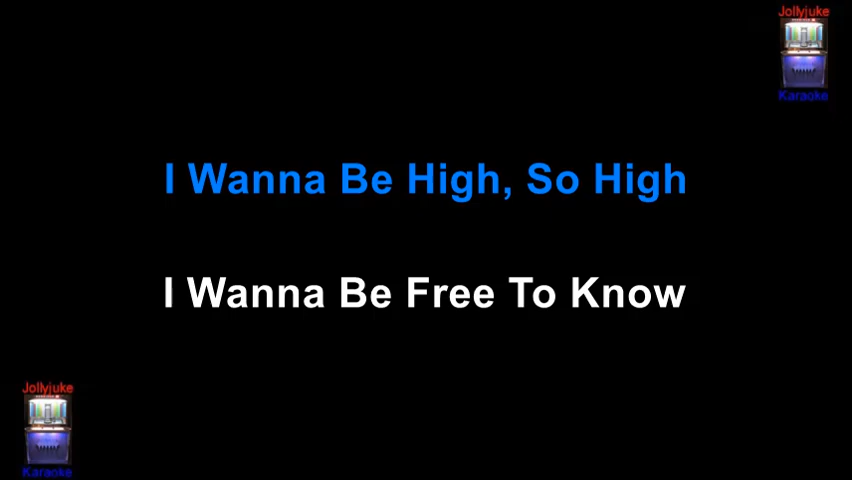 Jollyjuke
Karaoke
I Wanna Be High, So High
I Wanna Be Free To Know
Jollyjuke
Karaoke